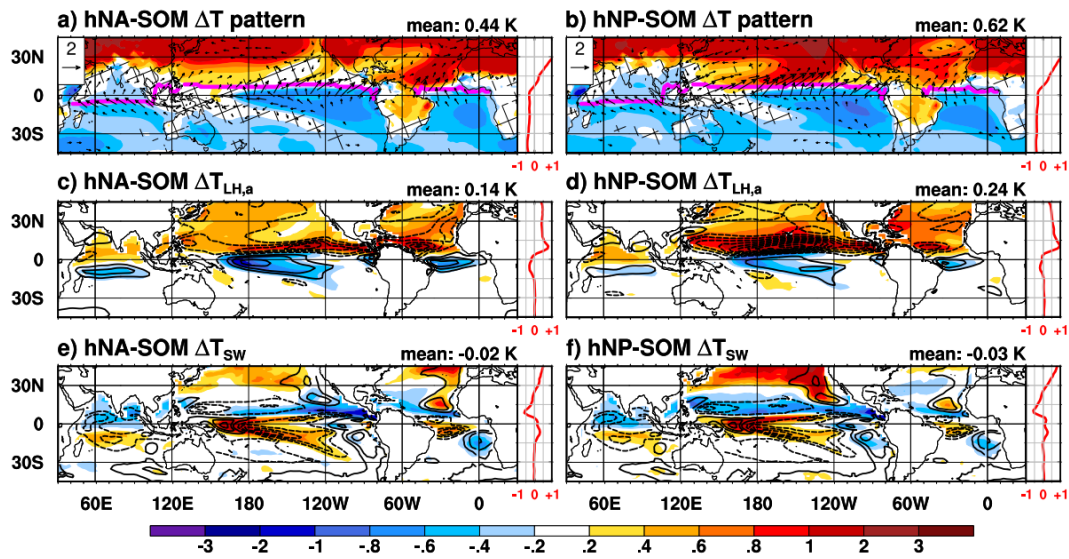 a) hNA-SOM ΔT pattern mean: 0.44 K
b) hNP-SOM ΔT pattern mean: 0.62 K
2
2
30N
0
30S
-1 0 +1
-1 0 +1
c) hNA-SOM ΔT_LH,a mean: 0.14 K
d) hNP-SOM ΔT_LH,a mean: 0.24 K
30N
0
30S
-1 0 +1
-1 0 +1
e) hNA-SOM ΔT_SW mean: -0.02 K
f) hNP-SOM ΔT_SW mean: -0.03 K
30N
0
30S
-1 0 +1
-1 0 +1
60E 120E 180 120W 60W 0
60E 120E 180 120W 60W 0
-3 -2 -1 -.8 -.6 -.4 -.2 .2 .4 .6 .8 1 2 3